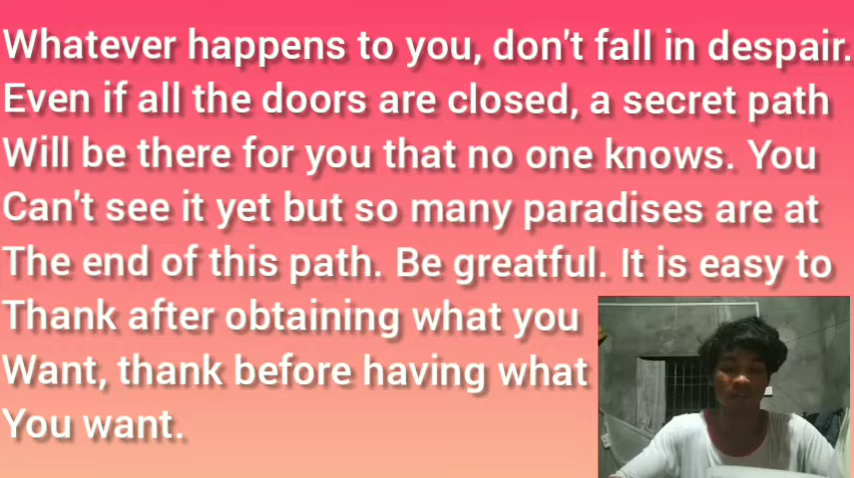 Whatever happens to you, don't fall in despair.
Even if all the doors are closed, a secret path
Will be there for you that no one knows. You
Can't see it yet but so many paradises are at
The end of this path. Be greatful. It is easy to
Thank after obtaining what you
Want, thank before having what
You want.